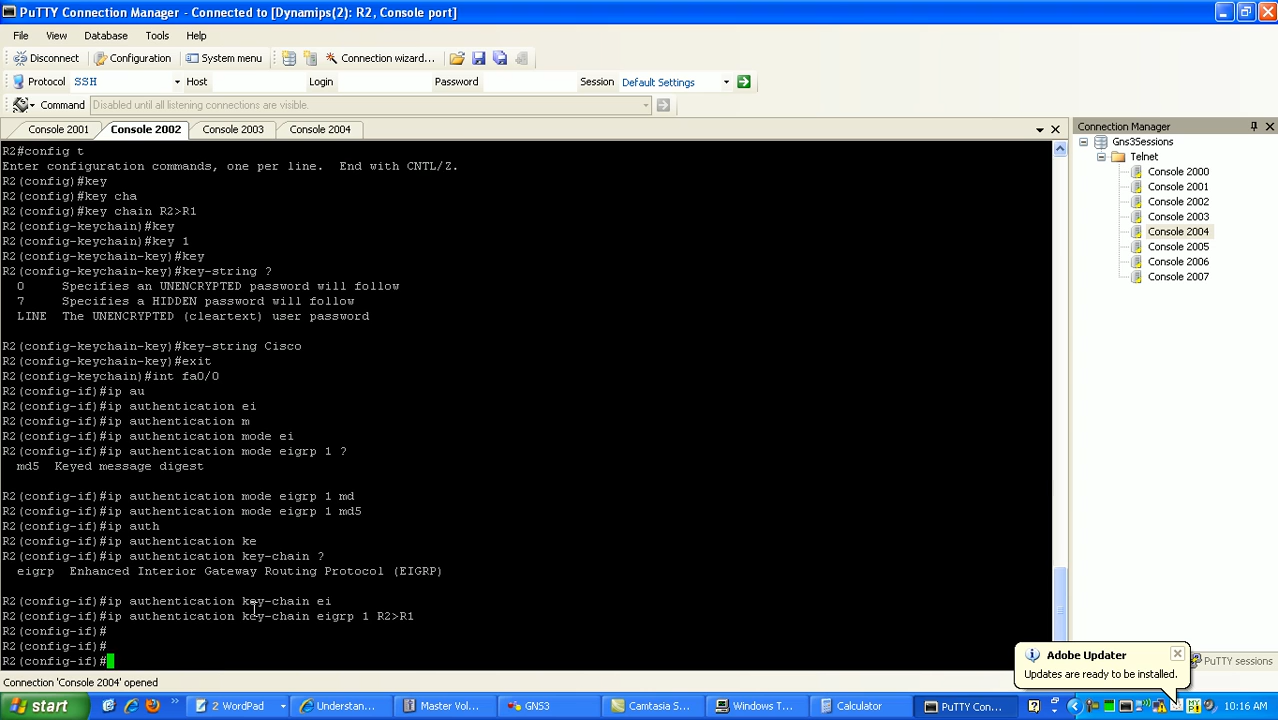 PuTTY Connection Manager - Connected to [Dynamips(2): R2, Console port]
File View Database Tools Help
Disconnect Configuration System menu Connection wizard...
Protocol SSH Host Login Password Session Default Settings
Command Disabled until all listening connections are visible.
Console 2001 Console 2002 Console 2003 Console 2004
R2#config t
Enter configuration commands, one per line.  End with CNTL/Z.
R2(config)#key
R2(config)#key cha
R2(config)#key chain R2>R1
R2(config-keychain)#key
R2(config-keychain)#key 1
R2(config-keychain-key)#key
R2(config-keychain-key)#key-string ?
0     Specifies an UNENCRYPTED password will follow
7     Specifies a HIDDEN password will follow
LINE  The UNENCRYPTED (cleartext) user password
R2(config-keychain-key)#key-string Cisco
R2(config-keychain-key)#exit
R2(config-keychain)#int fa0/0
R2(config-if)#ip au
R2(config-if)#ip authentication ei
R2(config-if)#ip authentication m
R2(config-if)#ip authentication mode ei
R2(config-if)#ip authentication mode eigrp 1 ?
md5  Keyed message digest
R2(config-if)#ip authentication mode eigrp 1 md
R2(config-if)#ip authentication mode eigrp 1 md5
R2(config-if)#ip auth
R2(config-if)#ip authentication ke
R2(config-if)#ip authentication key-chain ?
eigrp  Enhanced Interior Gateway Routing Protocol (EIGRP)
R2(config-if)#ip authentication key-chain ei
R2(config-if)#ip authentication key-chain eigrp 1 R2>R1
R2(config-if)#
R2(config-if)#
R2(config-if)#
Connection Manager
Gns3Sessions
Telnet
Console 2000
Console 2001
Console 2002
Console 2003
Console 2004
Console 2005
Console 2006
Console 2007
Adobe Updater
Updates are ready to be installed.
PuTTY sessions
Connection 'Console 2004' opened
start 2 WordPad Understan... Master Vol... GNS3 Camtasia S... Windows T... Calculator PuTTY Con... 10:16 AM